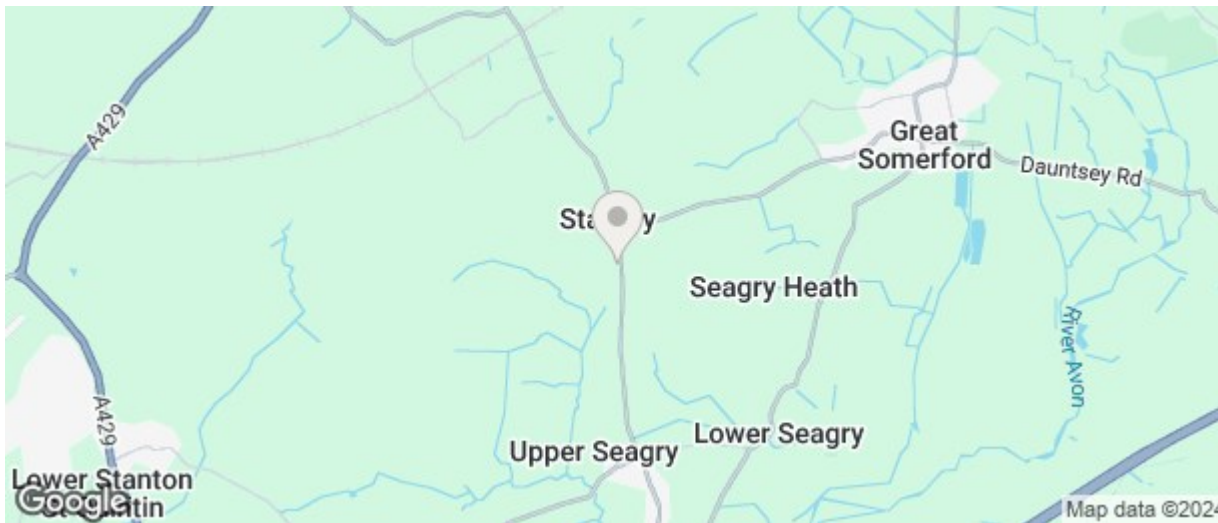 A429
Great
Somerford
Dauntsey Rd
Seagry Heath
River Avon
A429
Lower Seagry
Upper Seagry
Lower Stanton
Google
Map data ©2024